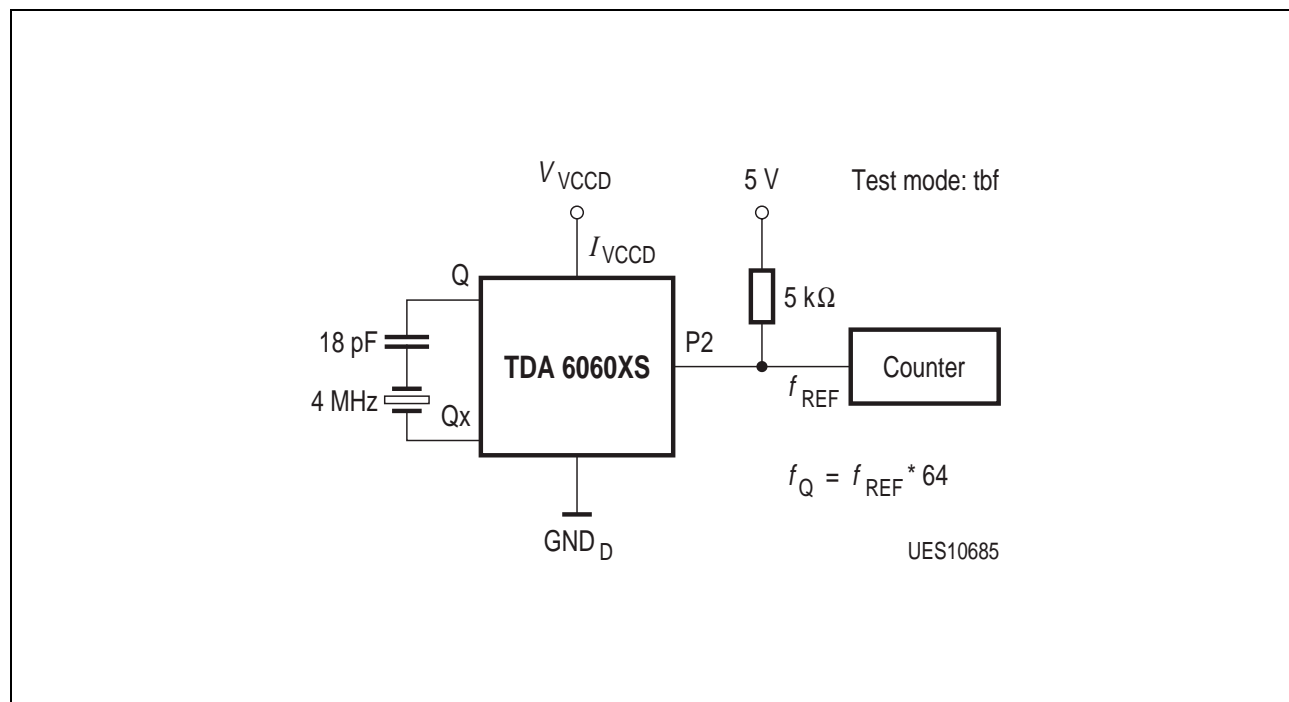 V VCCD
5 V
Test mode: tbf
I VCCD
Q
5 kΩ
18 pF
TDA 6060XS
P2
Counter
4 MHz
Qx
f REF
f Q = f REF * 64
GND D
UES10685